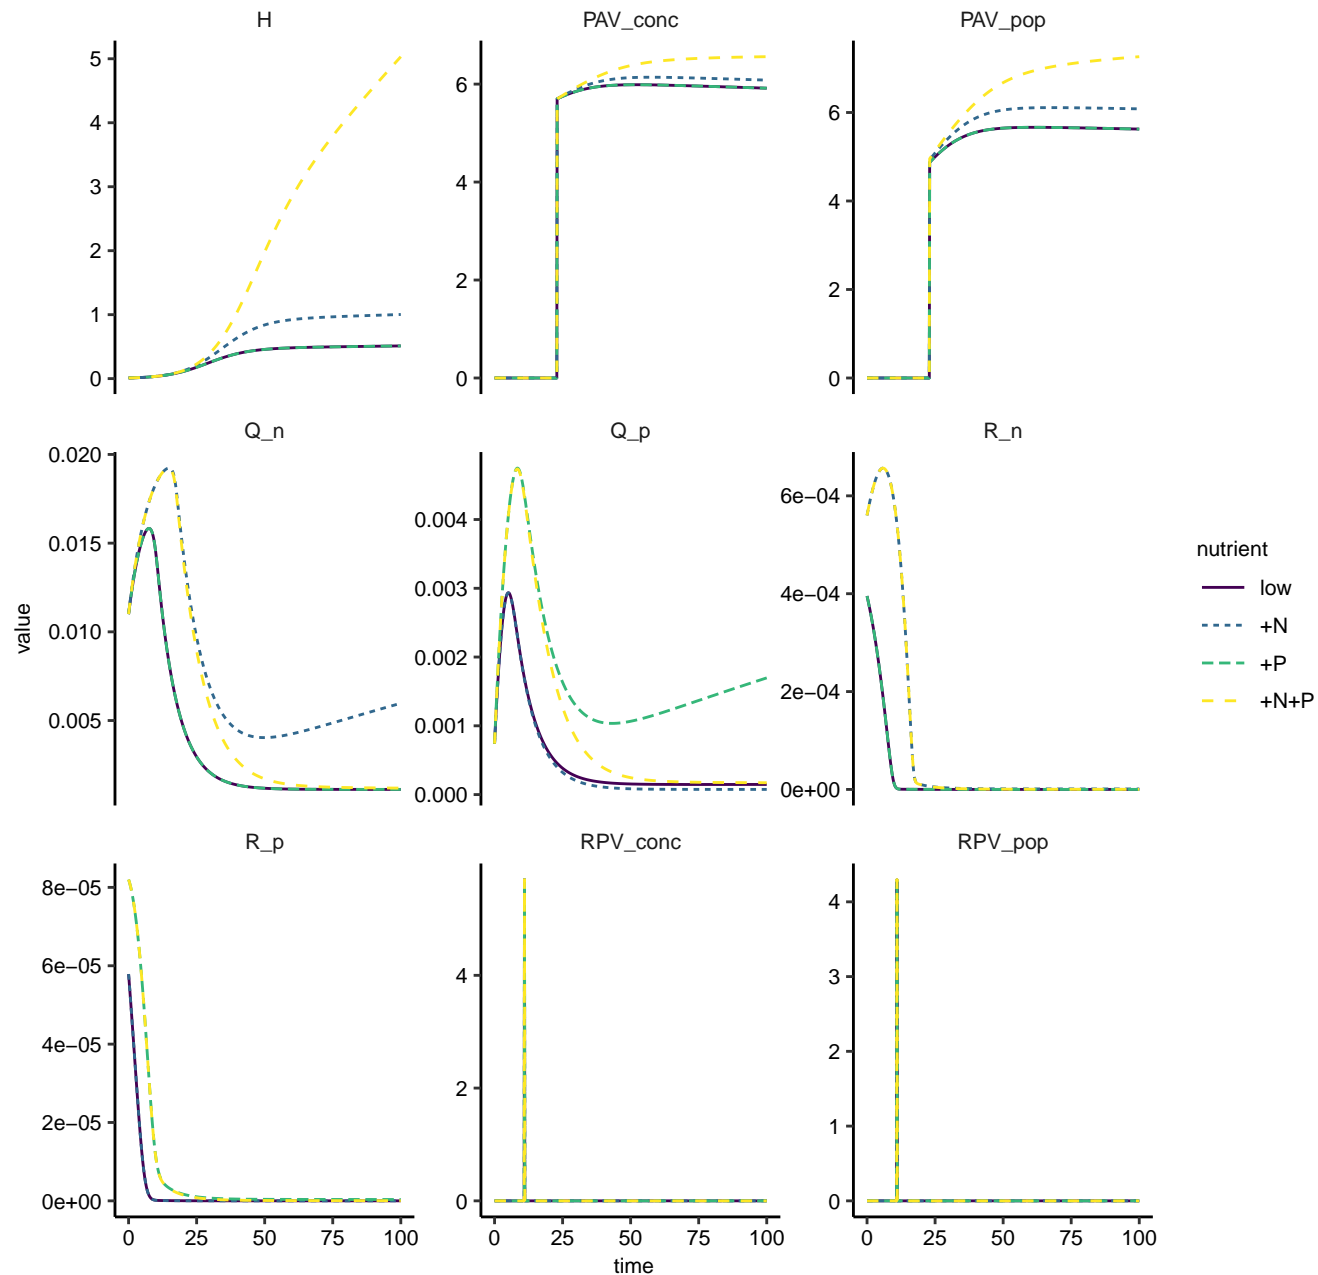 H
PAV_conc
PAV_pop
5
4
3
2
1
0
6
4
2
0
6
4
2
0
Q_n
Q_p
R_n
0.020
0.015
0.010
0.005
0.004
0.003
0.002
0.001
0.000
6e−04
4e−04
2e−04
0e+00
R_p
RPV_conc
RPV_pop
8e−05
6e−05
4e−05
2e−05
0e+00
4
2
0
4
3
2
1
0
0 25 50 75 100
0 25 50 75 100
0 25 50 75 100
time
value
nutrient
low
+N
+P
+N+P